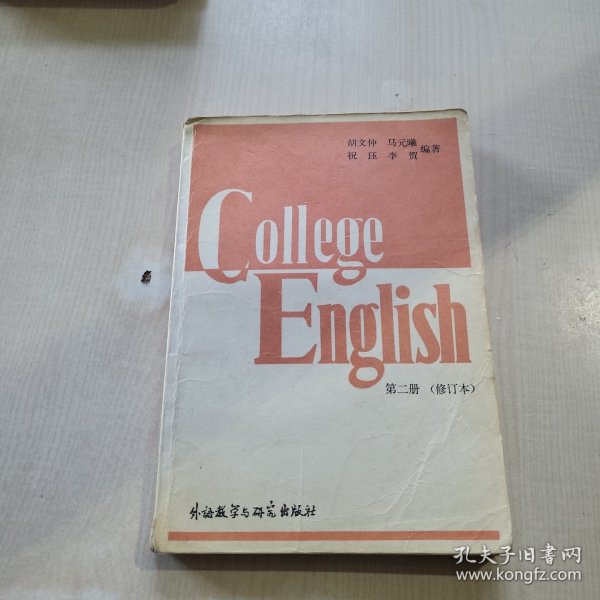 胡文仲 马元曦
祝珏 李贺 编著
College
English
第二册 (修订本)
外语教学与研究出版社
孔夫子旧书网
www.kongfz.com